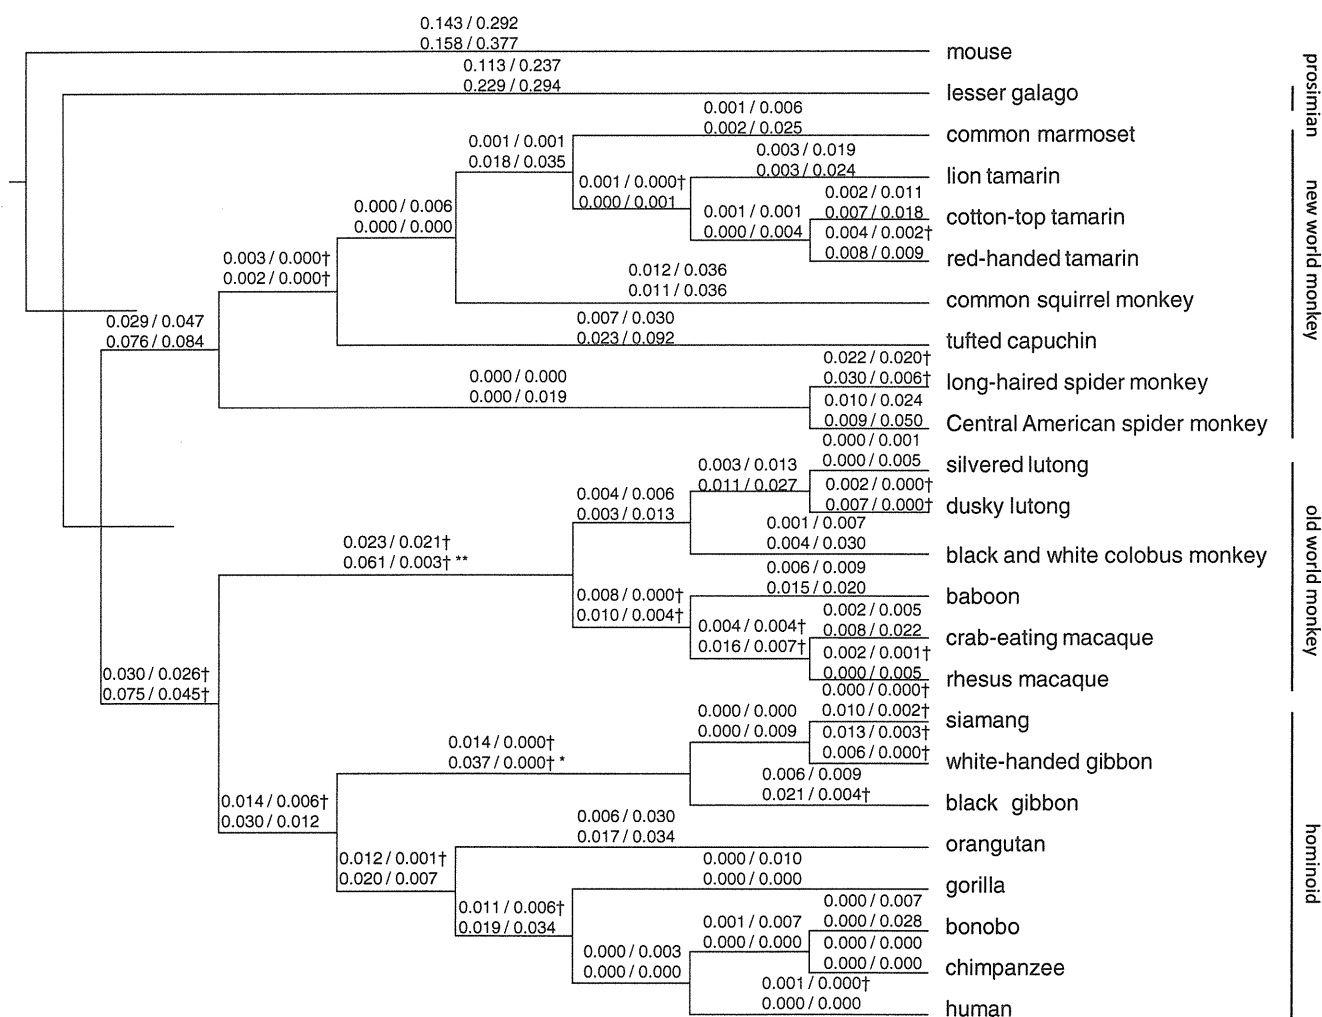 0.143 / 0.292
0.158 / 0.377
mouse
0.113 / 0.237
0.229 / 0.294
lesser galago
prosimian
0.001 / 0.006
0.002 / 0.025
common marmoset
0.001 / 0.001
0.018 / 0.035
0.003 / 0.019
0.003 / 0.024
lion tamarin
0.001 / 0.000†
0.000 / 0.001
0.002 / 0.011
0.007 / 0.018
cotton-top tamarin
0.001 / 0.001
0.000 / 0.004
0.004 / 0.002†
0.008 / 0.009
red-handed tamarin
0.000 / 0.006
0.000 / 0.000
0.003 / 0.000†
0.002 / 0.000†
0.012 / 0.036
0.011 / 0.036
common squirrel monkey
new world monkey
0.029 / 0.047
0.076 / 0.084
0.007 / 0.030
0.023 / 0.092
tufted capuchin
0.022 / 0.020†
0.030 / 0.006†
long-haired spider monkey
0.000 / 0.000
0.000 / 0.019
0.010 / 0.024
0.009 / 0.050
Central American spider monkey
0.000 / 0.001
0.000 / 0.005
silvered lutong
0.003 / 0.013
0.011 / 0.027
0.002 / 0.000†
0.007 / 0.000†
dusky lutong
0.004 / 0.006
0.003 / 0.013
0.001 / 0.007
0.004 / 0.030
black and white colobus monkey
0.023 / 0.021†
0.061 / 0.003† **
old world monkey
0.006 / 0.009
0.015 / 0.020
baboon
0.008 / 0.000†
0.010 / 0.004†
0.002 / 0.005
0.008 / 0.022
crab-eating macaque
0.004 / 0.004†
0.016 / 0.007†
0.002 / 0.001†
0.000 / 0.005
rhesus macaque
0.030 / 0.026†
0.075 / 0.045†
0.000 / 0.000†
0.010 / 0.002†
siamang
0.000 / 0.000
0.000 / 0.009
0.013 / 0.003†
0.006 / 0.000†
white-handed gibbon
0.014 / 0.000†
0.037 / 0.000† *
0.006 / 0.009
0.021 / 0.004†
black gibbon
0.014 / 0.006†
0.030 / 0.012
0.006 / 0.030
0.017 / 0.034
orangutan
hominoid
0.012 / 0.001†
0.020 / 0.007
0.000 / 0.010
0.000 / 0.000
gorilla
0.011 / 0.006†
0.019 / 0.034
0.000 / 0.007
0.000 / 0.028
bonobo
0.001 / 0.007
0.000 / 0.000
0.000 / 0.000
0.000 / 0.000
chimpanzee
0.000 / 0.003
0.000 / 0.000
0.001 / 0.000†
0.000 / 0.000
human